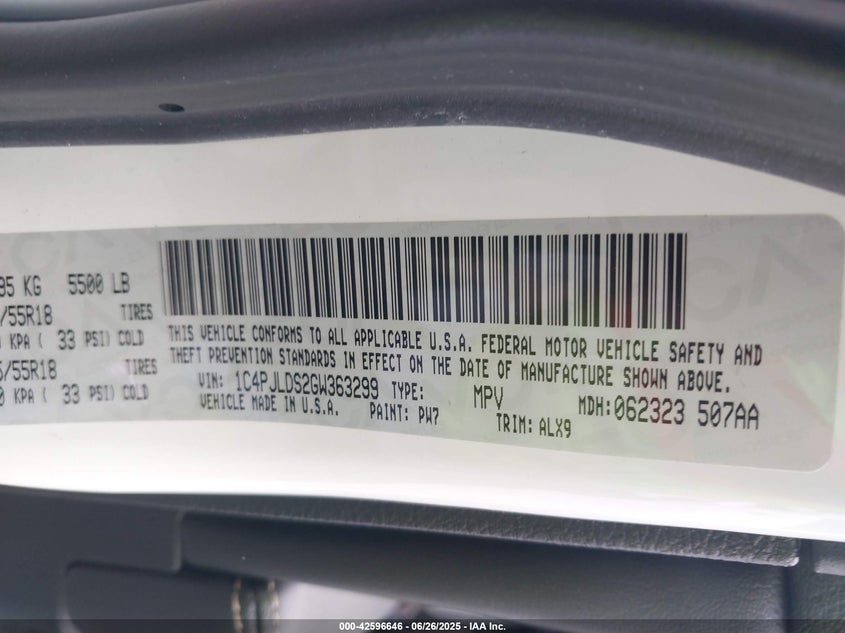 95 KG 5500 LB
/55R18 TIRES
KPA ( 33 PSI) COLD
/55R18 TIRES
0 KPA ( 33 PSI) COLD
THIS VEHICLE CONFORMS TO ALL APPLICABLE U.S.A. FEDERAL MOTOR VEHICLE SAFETY AND
THEFT PREVENTION STANDARDS IN EFFECT ON THE DATE OF MANUFACTURE SHOWN ABOVE.
VIN: 1C4PJLDS2GW363299 TYPE: MPV MDH: 062323 507AA
VEHICLE MADE IN U.S.A. PAINT: PW7 TRIM: ALX9
000-42596646 - 06/26/2025 - IAA Inc.